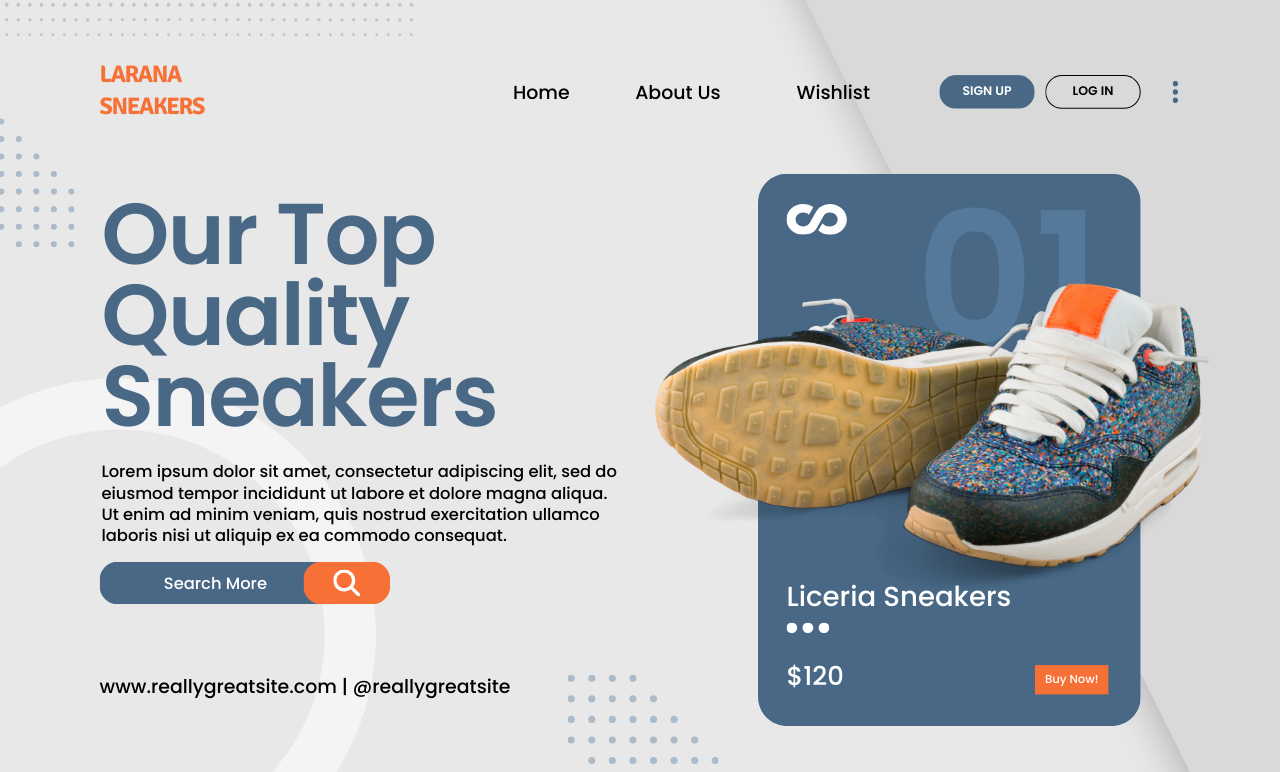 LARANA
SNEAKERS
Home About Us Wishlist SIGN UP LOG IN
Our Top
Quality
Sneakers
Lorem ipsum dolor sit amet, consectetur adipiscing elit, sed do
eiusmod tempor incididunt ut labore et dolore magna aliqua.
Ut enim ad minim veniam, quis nostrud exercitation ullamco
laboris nisi ut aliquip ex ea commodo consequat.
Search More
www.reallygreatsite.com | @reallygreatsite
01
Liceria Sneakers
$120
Buy Now!